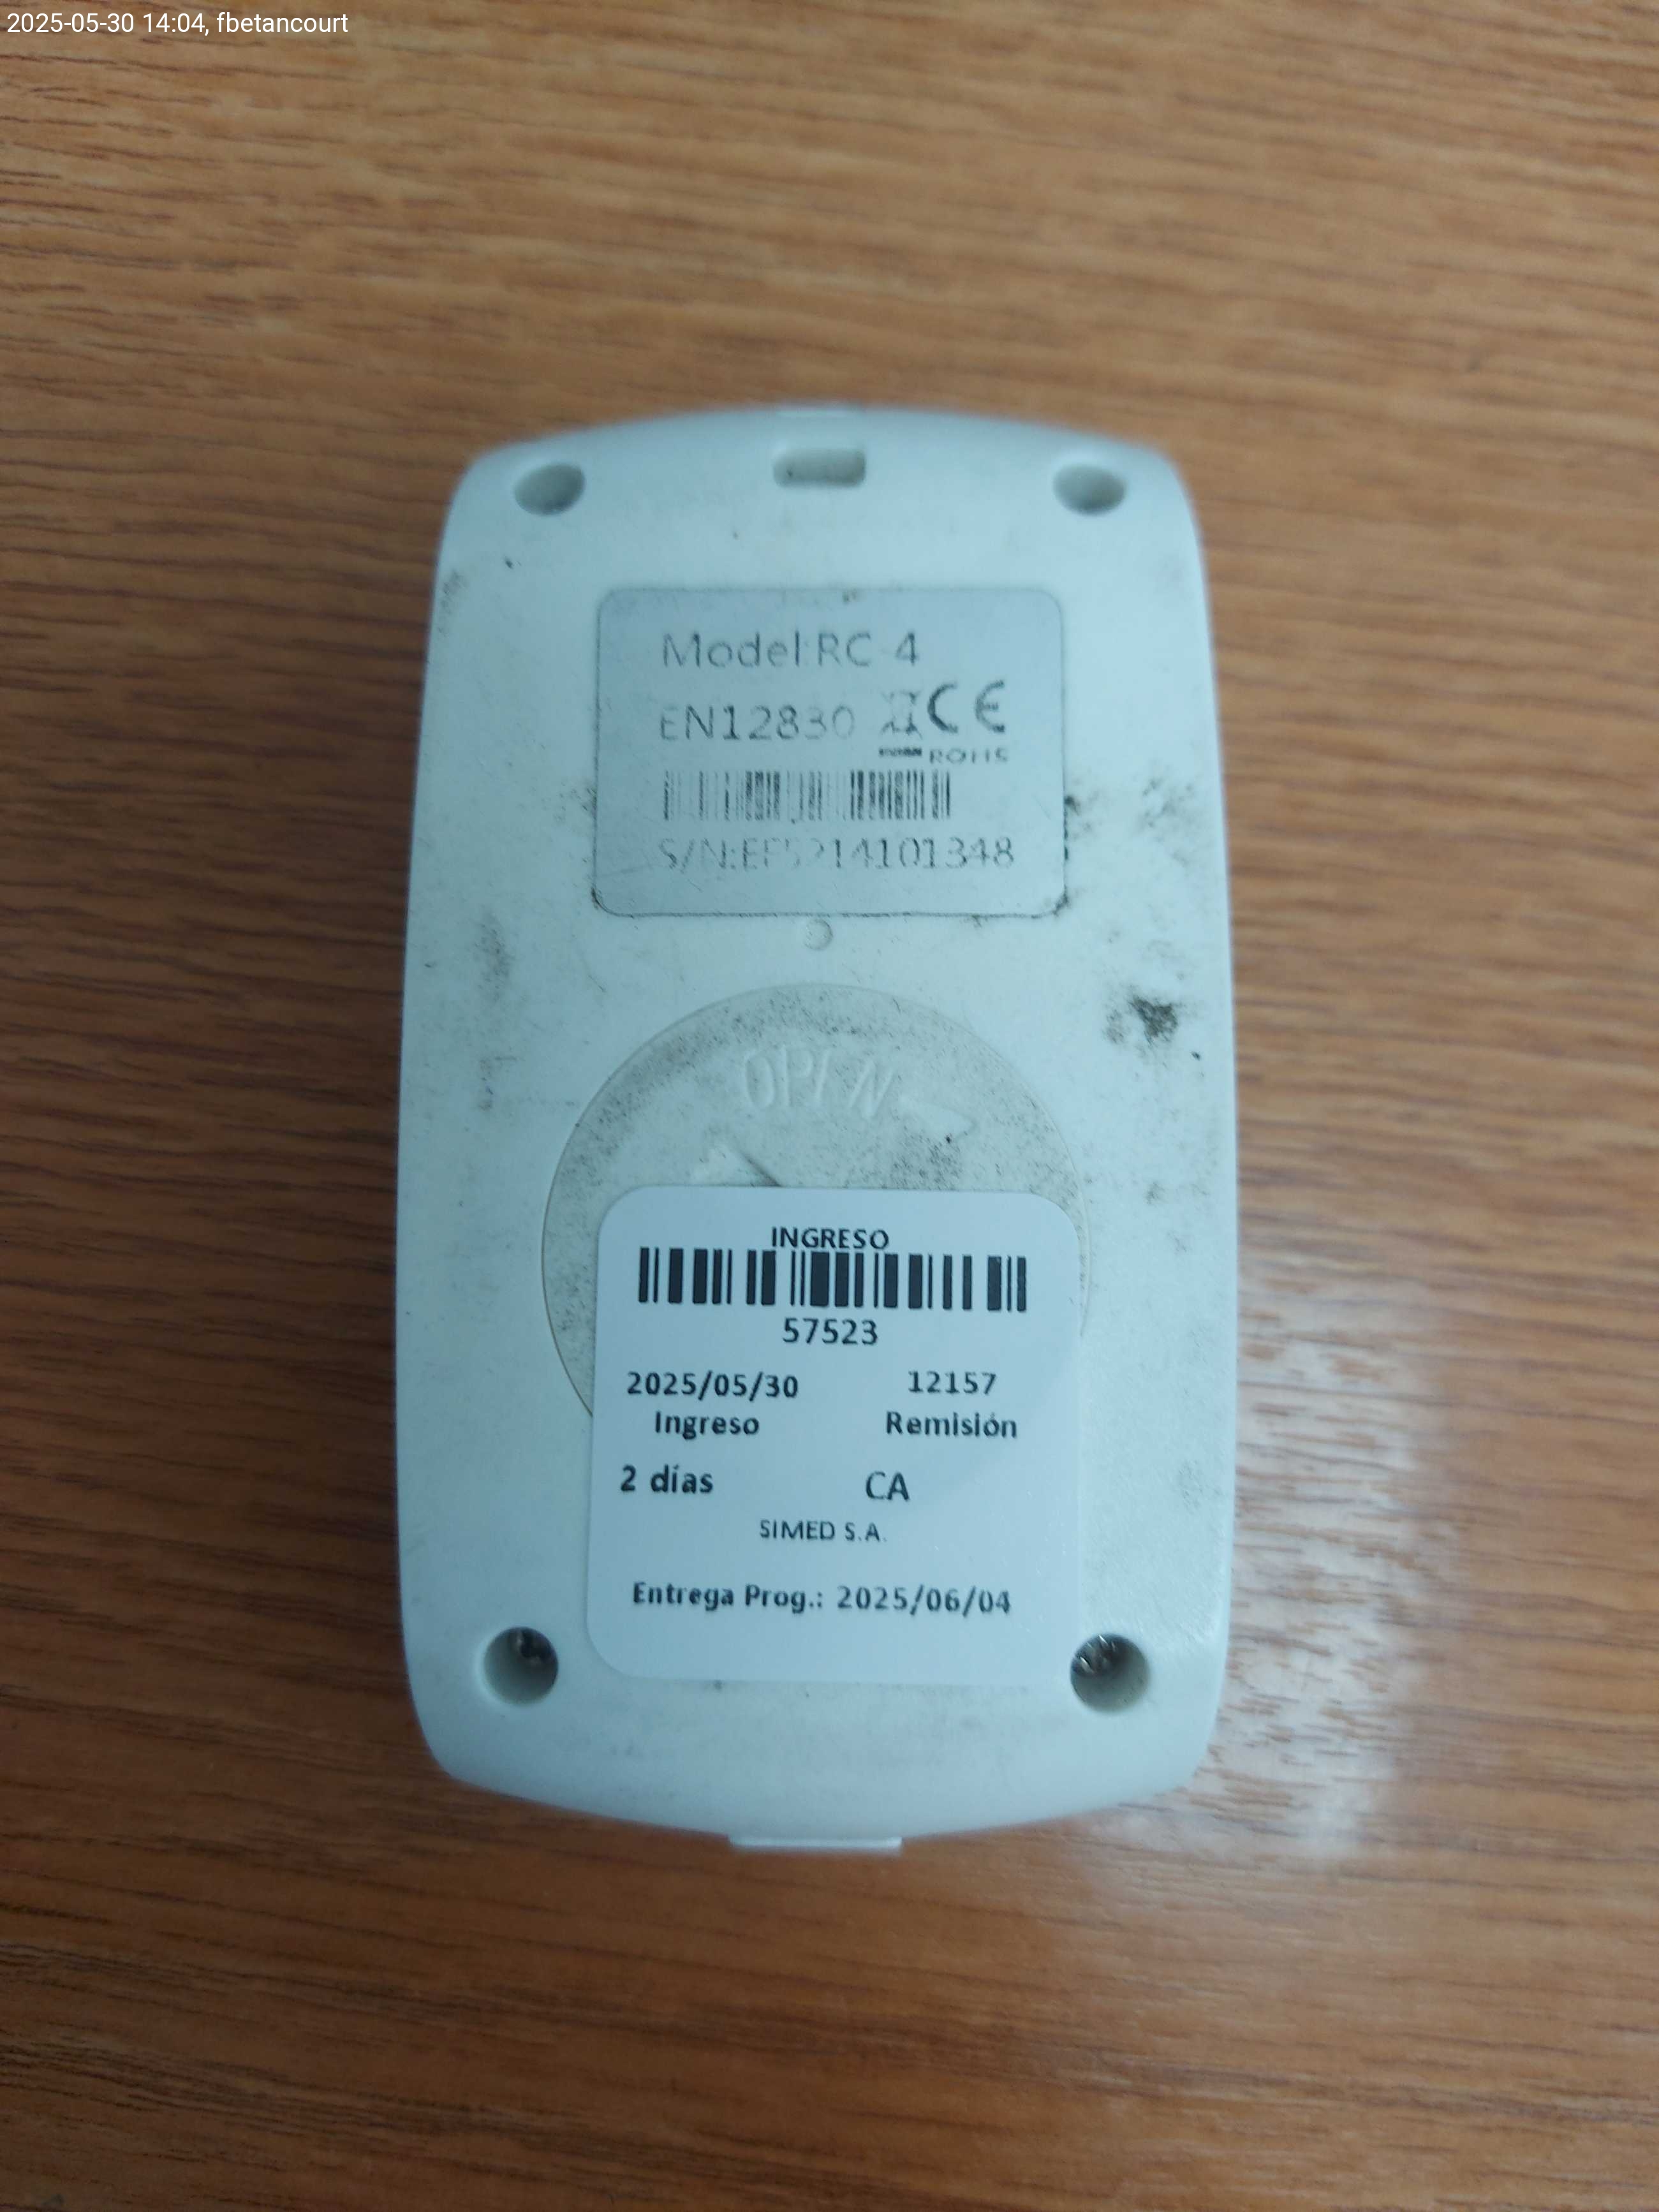 2025-05-30 14:04, fbetancourt
Model:RC-4
EN12830 CE
ROHS
OPEN
INGRESO
57523
2025/05/30 12157
Ingreso Remisión
2 días CA
SIMED S.A.
Entrega Prog.: 2025/06/04